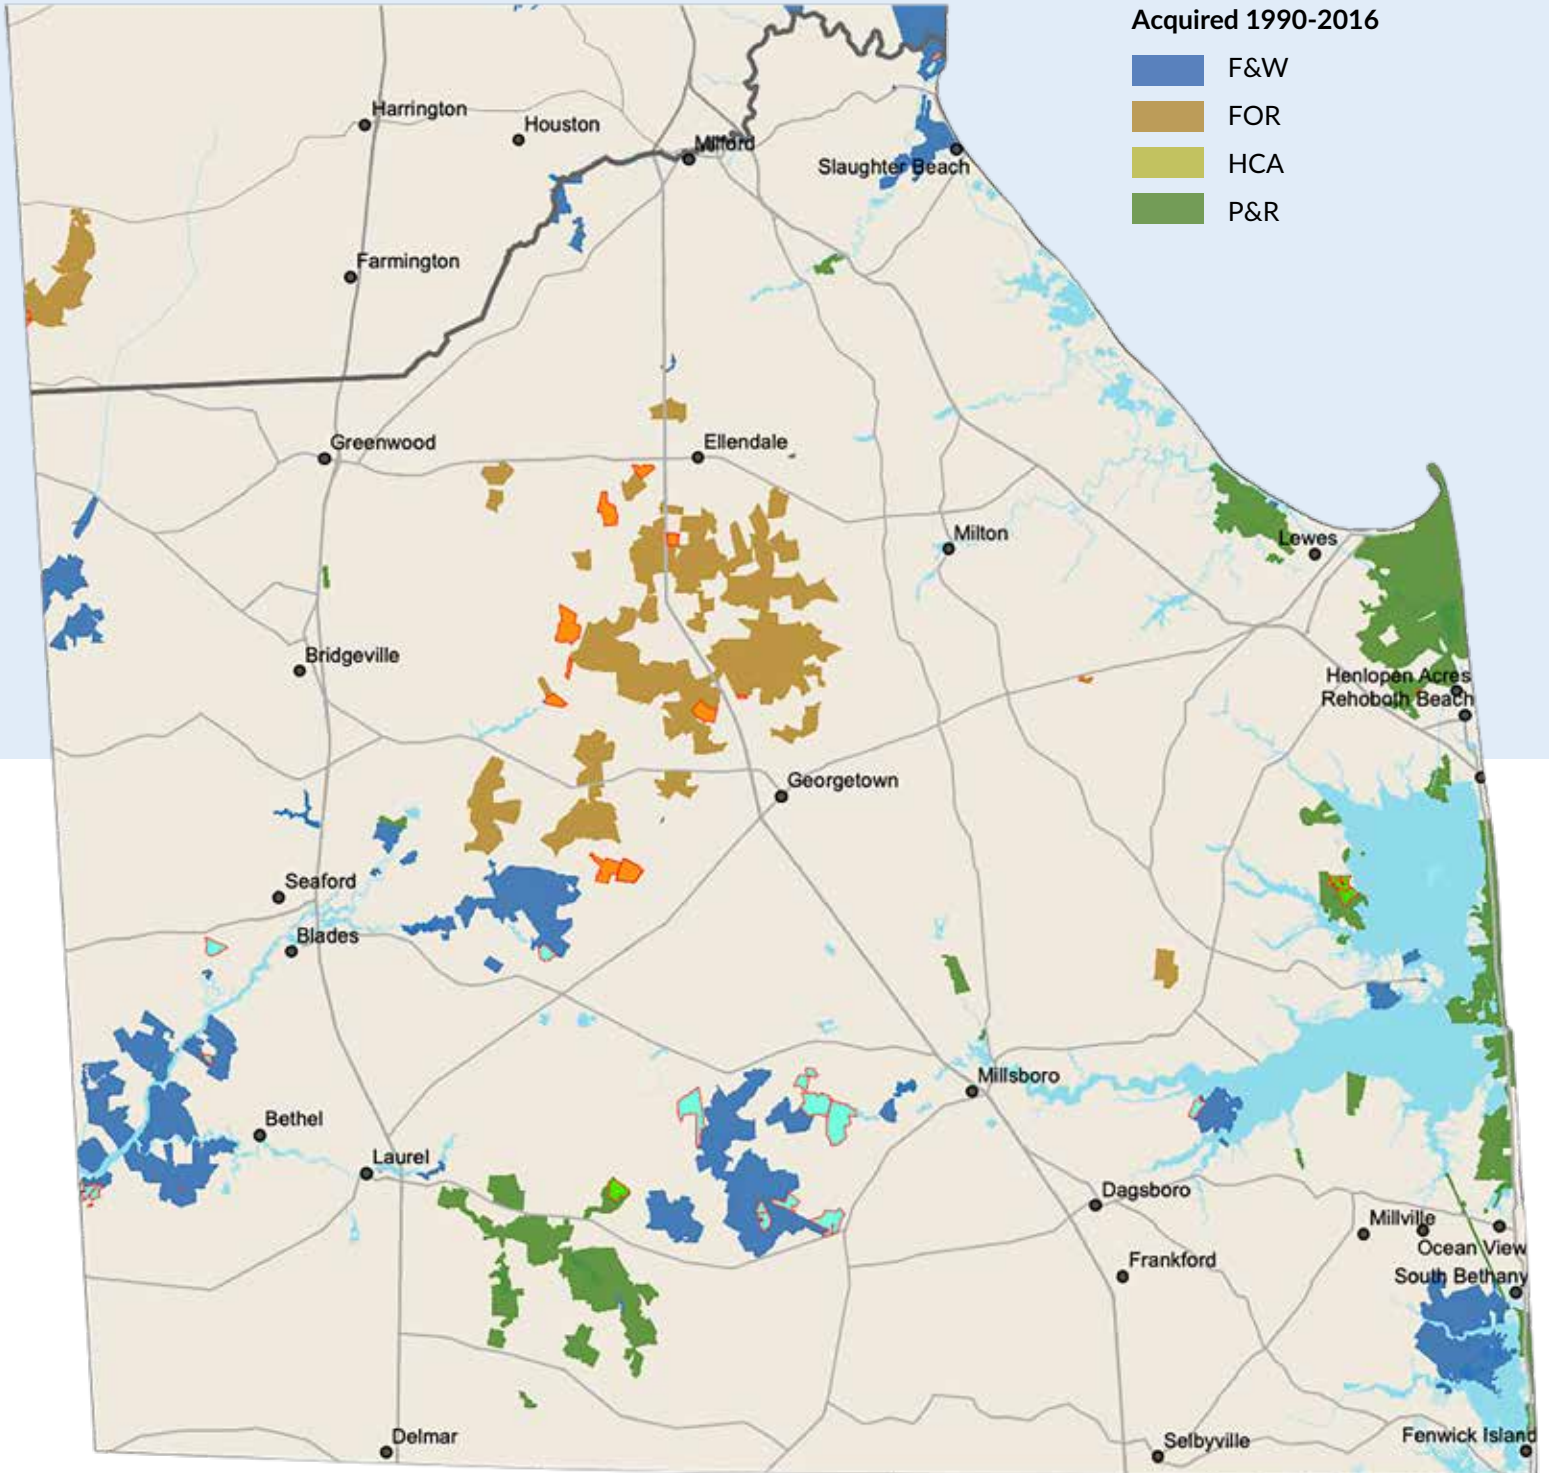 Acquired 1990-2016
F&W
FOR
HCA
P&R
Harrington
Houston
Milford
Slaughter Beach
Farmington
Greenwood
Ellendale
Milton
Lewes
Bridgeville
Henlopen Acres
Rehoboth Beach
Georgetown
Seaford
Blades
Millsboro
Bethel
Laurel
Dagsboro
Millville
Ocean View
Frankford
South Bethany
Delmar
Selbyville
Fenwick Island